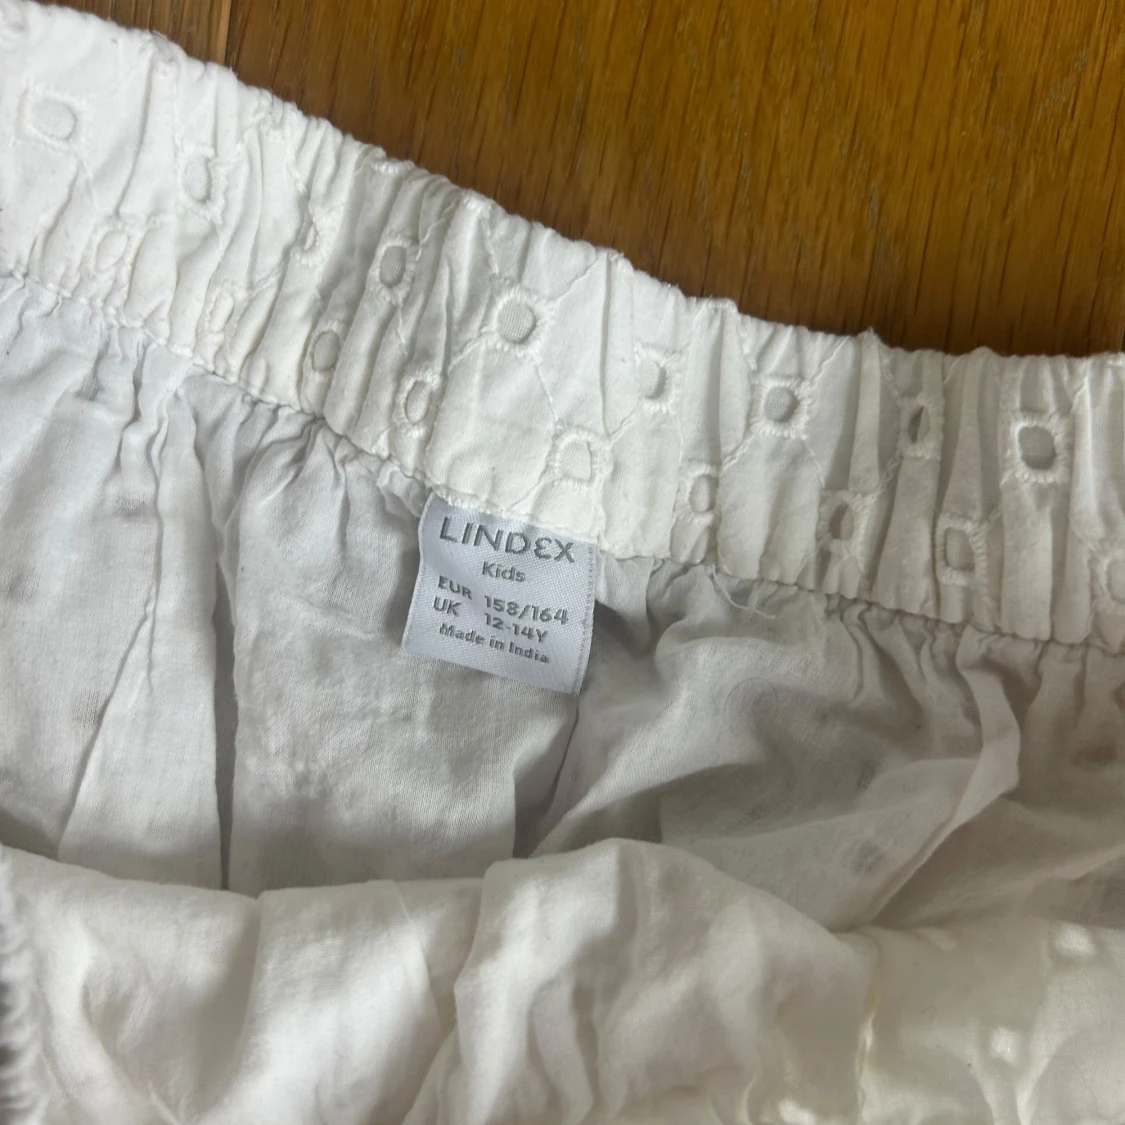 LINDEX
Kids
EUR 158/164
UK 12-14Y
Made in India